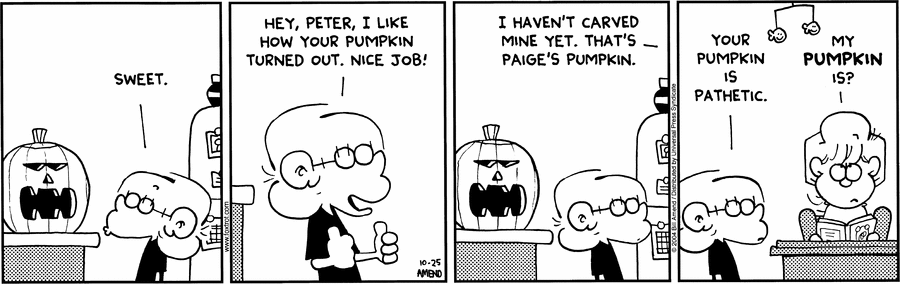 SWEET.
HEY, PETER, I LIKE
HOW YOUR PUMPKIN
TURNED OUT. NICE JOB!
www.foxtrot.com
10-25
AMEND
I HAVEN'T CARVED
MINE YET. THAT'S
PAIGE'S PUMPKIN.
© 2004 Bill Amend / Distributed by Universal Press Syndicate
YOUR
PUMPKIN
IS
PATHETIC.
MY
PUMPKIN
IS?